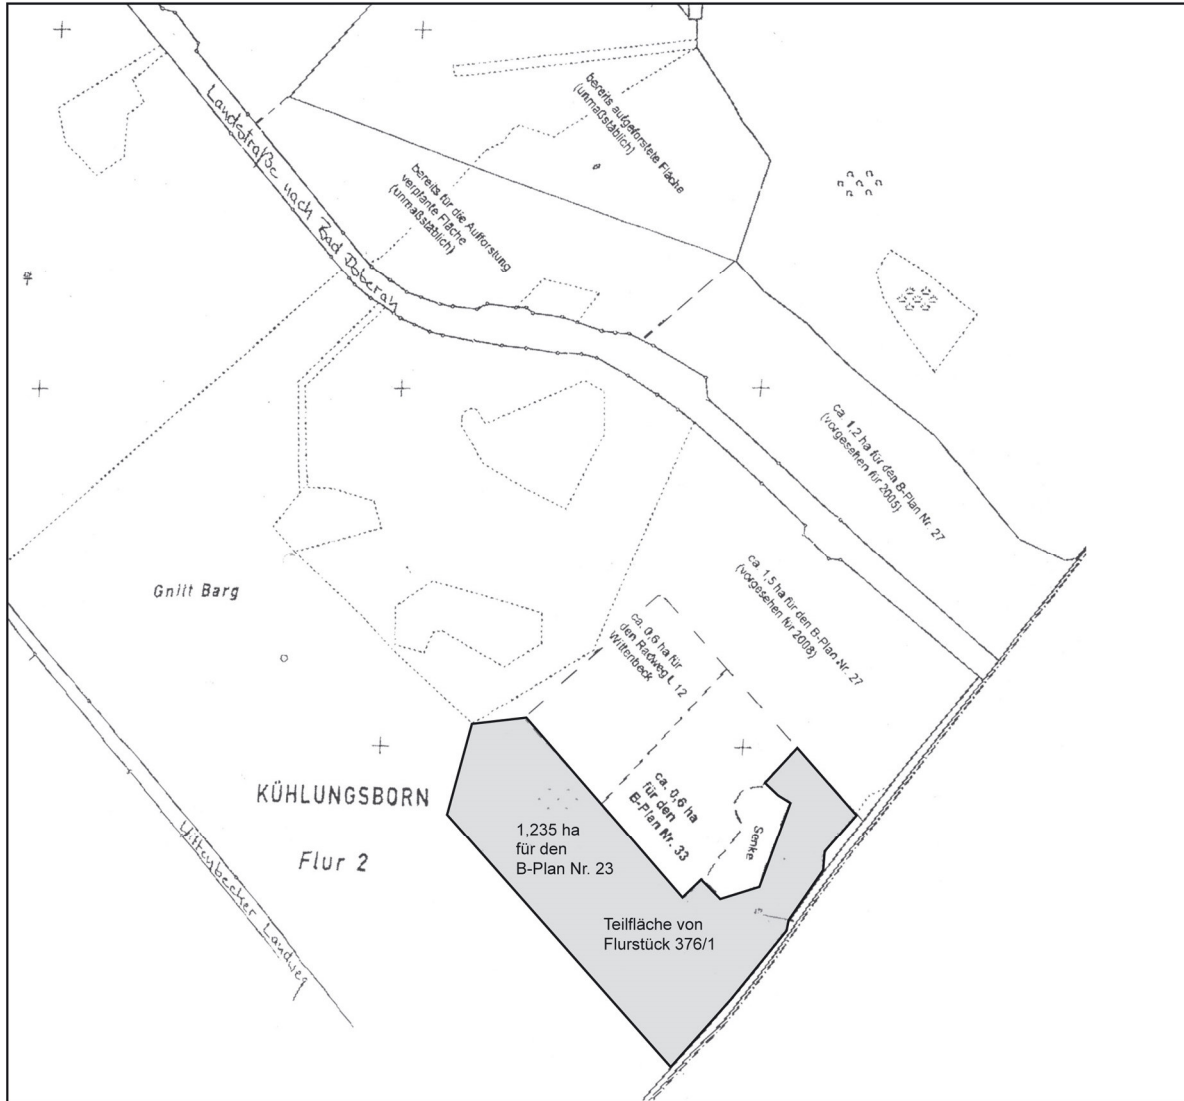 Landstraße nach Bad Doberan
bereits aufgeforstete Fläche
(unmaßstäblich)
bereits für die Aufforstung
verplante Fläche
(unmaßstäblich)
ca. 1,2 ha für den B-Plan Nr. 27
(vorgesehen für 2005)
ca. 1,5 ha für den B-Plan Nr. 27
(vorgesehen für 2008)
Gnitt Barg
ca. 0,6 ha für
den Radweg L 12
Wittenbeck
KÜHLUNGSBORN
Flur 2
ca. 0,6 ha
für den
B-Plan Nr. 33
Senke
1,235 ha
für den
B-Plan Nr. 23
Teilfläche von
Flurstück 376/1
Wittenbecker Landweg